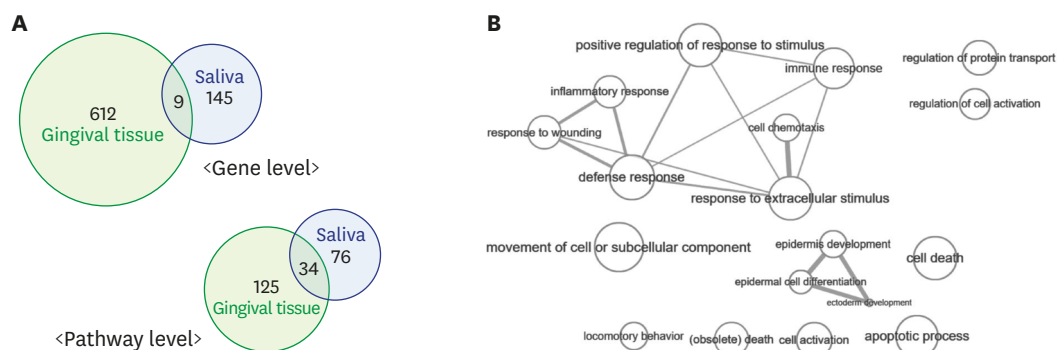 A
Saliva
145
9
612
Gingival tissue
<Gene level>
Saliva
76
34
125
Gingival tissue
<Pathway level>
B
positive regulation of response to stimulus
immune response
regulation of protein transport
inflammatory response
regulation of cell activation
response to wounding
cell chemotaxis
defense response
response to extracellular stimulus
movement of cell or subcellular component
epidermis development
cell death
epidermal cell differentiation
ectoderm development
locomotory behavior
(obsolete) death
cell activation
apoptotic process